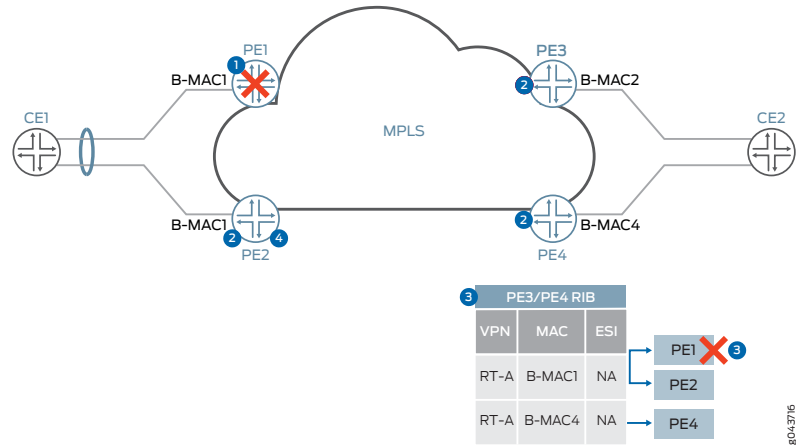 PE1
1
B-MAC1
PE3
2
B-MAC2
CE1
CE2
MPLS
B-MAC1
2
4
PE2
2
B-MAC4
PE4
3 PE3/PE4 RIB
VPN MAC ESI
PE1 3
RT-A B-MAC1 NA
PE2
RT-A B-MAC4 NA
PE4
g043716